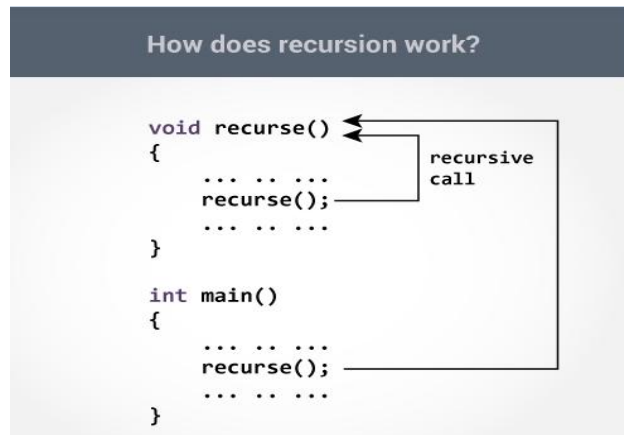 How does recursion work?
void recurse()
{
... .. ...
recurse();
... .. ...
}
recursive
call
int main()
{
... .. ...
recurse();
... .. ...
}